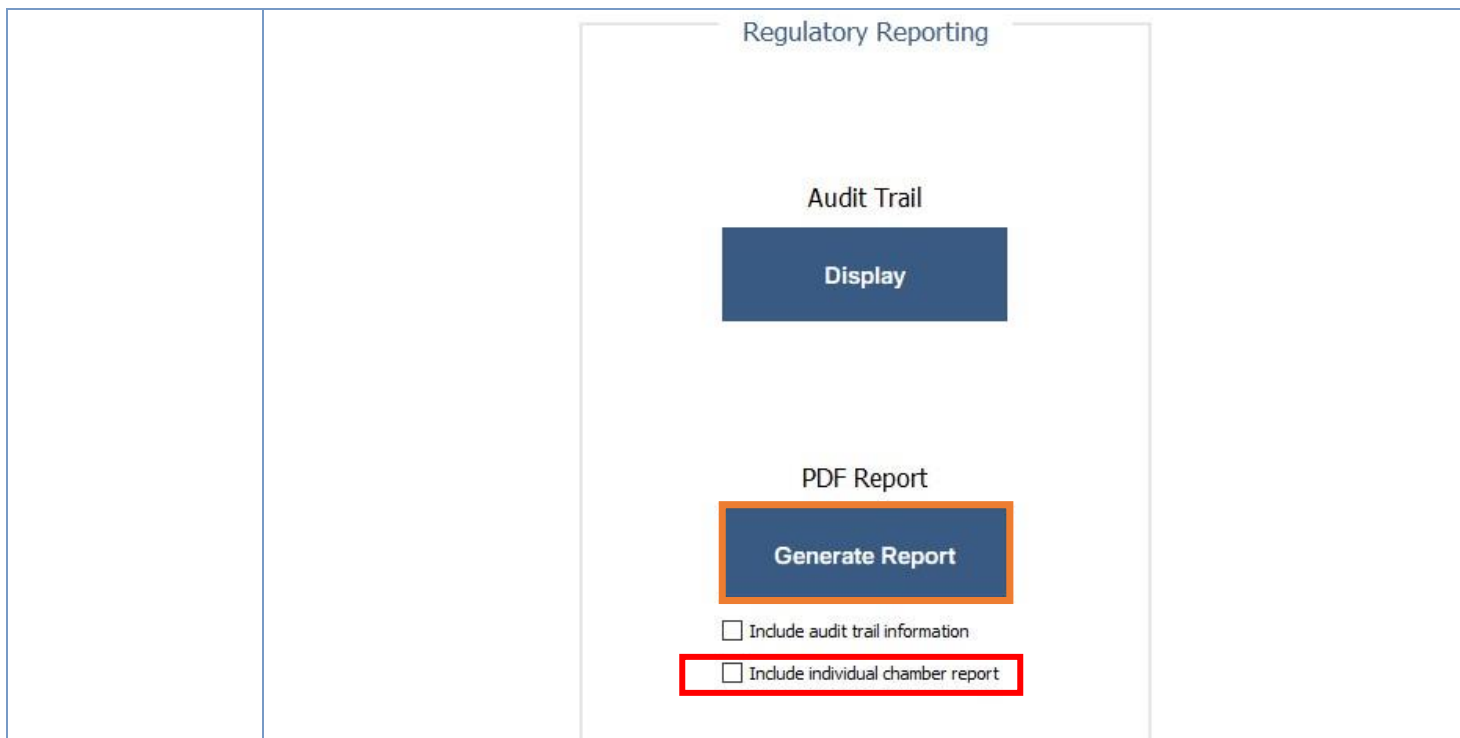 Regulatory Reporting
Audit Trail
Display
PDF Report
Generate Report
Include audit trail information
Include individual chamber report